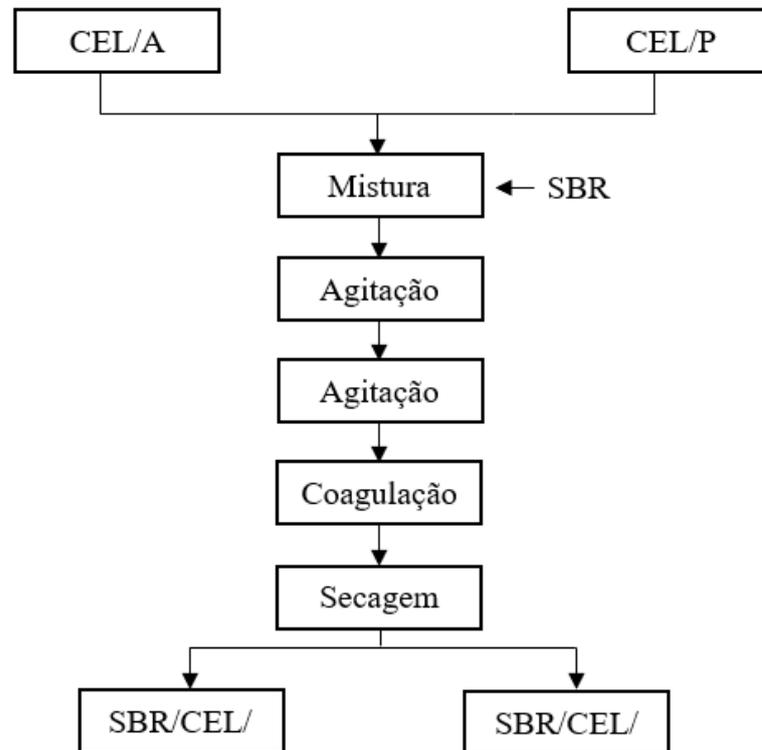 CEL/A
CEL/P
Mistura
SBR
Agitação
Agitação
Coagulação
Secagem
SBR/CEL/
SBR/CEL/